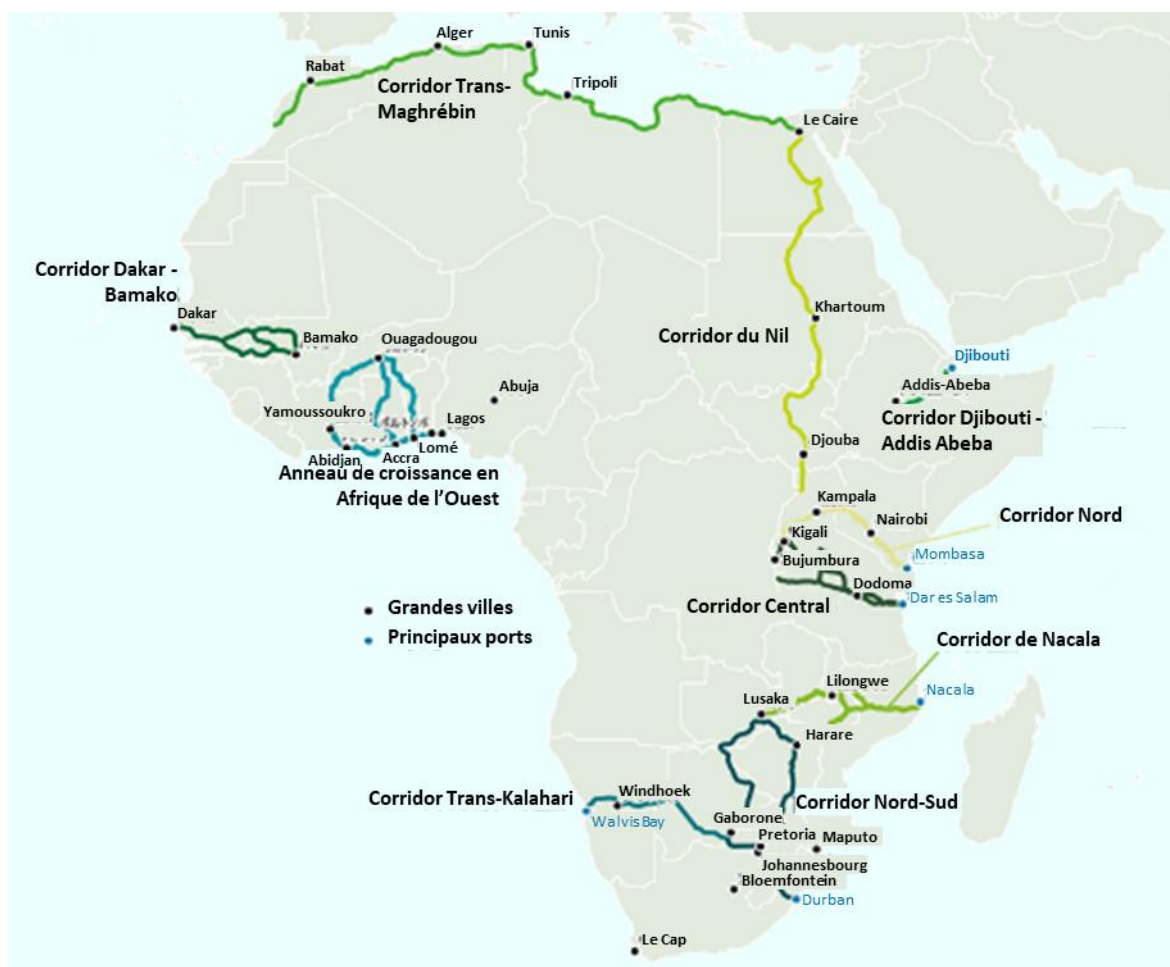 Alger
Tunis
Rabat
Corridor Trans-
Maghrébin
Tripoli
Le Caire
Corridor Dakar -
Bamako
Dakar
Bamako
Ouagadougou
Khartoum
Corridor du Nil
Djibouti
Abuja
Addis-Abeba
Yamoussoukro
Lagos
Corridor Djibouti -
Addis Abeba
Lomé
Accra
Abidjan
Djouba
Anneau de croissance en
Afrique de l’Ouest
Kampala
Nairobi
Corridor Nord
Kigali
Mombasa
Bujumbura
Dodoma
Dar es Salam
Corridor Central
Grandes villes
Principaux ports
Corridor de Nacala
Lilongwe
Nacala
Lusaka
Harare
Corridor Trans-Kalahari
Windhoek
Corridor Nord-Sud
Walvis Bay
Gaborone
Pretoria
Maputo
Johannesbourg
Bloemfontein
Durban
Le Cap